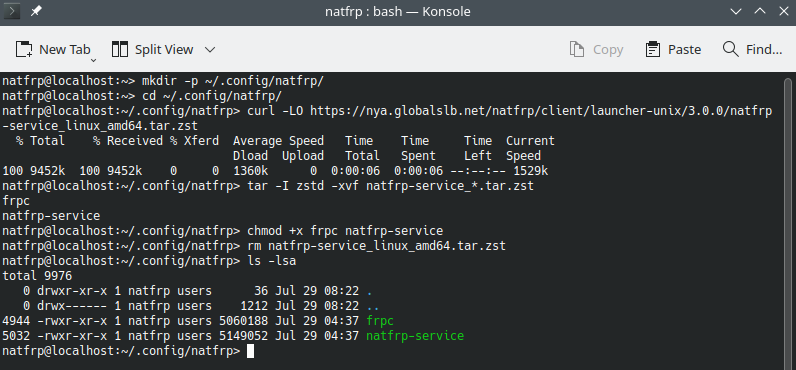 natfrp : bash — Konsole
New Tab Split View Copy Paste Find...
natfrp@localhost:~> mkdir -p ~/.config/natfrp/
natfrp@localhost:~> cd ~/.config/natfrp/
natfrp@localhost:~/.config/natfrp> curl -LO https://nya.globalslb.net/natfrp/client/launcher-unix/3.0.0/natfrp
-service_linux_amd64.tar.zst
  % Total    % Received % Xferd  Average Speed   Time    Time     Time  Current
                                 Dload  Upload   Total   Spent    Left  Speed
100 9452k  100 9452k    0     0  1360k      0  0:00:06  0:00:06 --:--:-- 1529k
natfrp@localhost:~/.config/natfrp> tar -I zstd -xvf natfrp-service_*.tar.zst
frpc
natfrp-service
natfrp@localhost:~/.config/natfrp> chmod +x frpc natfrp-service
natfrp@localhost:~/.config/natfrp> rm natfrp-service_linux_amd64.tar.zst
natfrp@localhost:~/.config/natfrp> ls -lsa
total 9976
   0 drwxr-xr-x 1 natfrp users      36 Jul 29 08:22 .
   0 drwx------ 1 natfrp users    1212 Jul 29 08:22 ..
4944 -rwxr-xr-x 1 natfrp users 5060188 Jul 29 04:37 frpc
5032 -rwxr-xr-x 1 natfrp users 5149052 Jul 29 04:37 natfrp-service
natfrp@localhost:~/.config/natfrp>